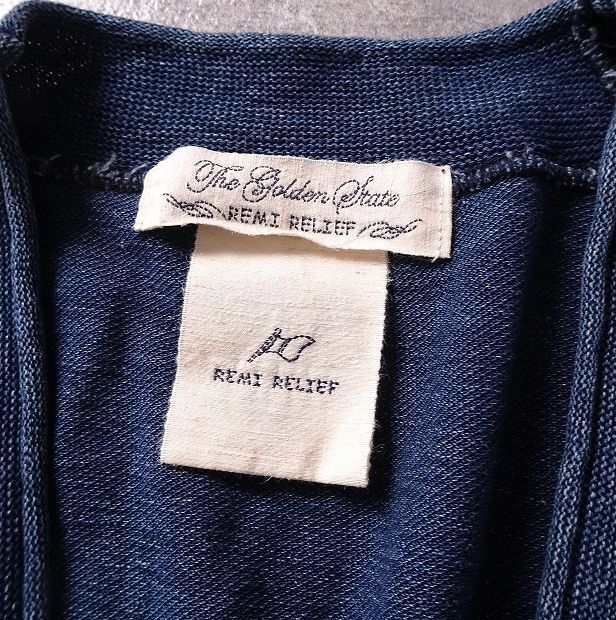 The Golden State
REMI RELIEF
REMI RELIEF